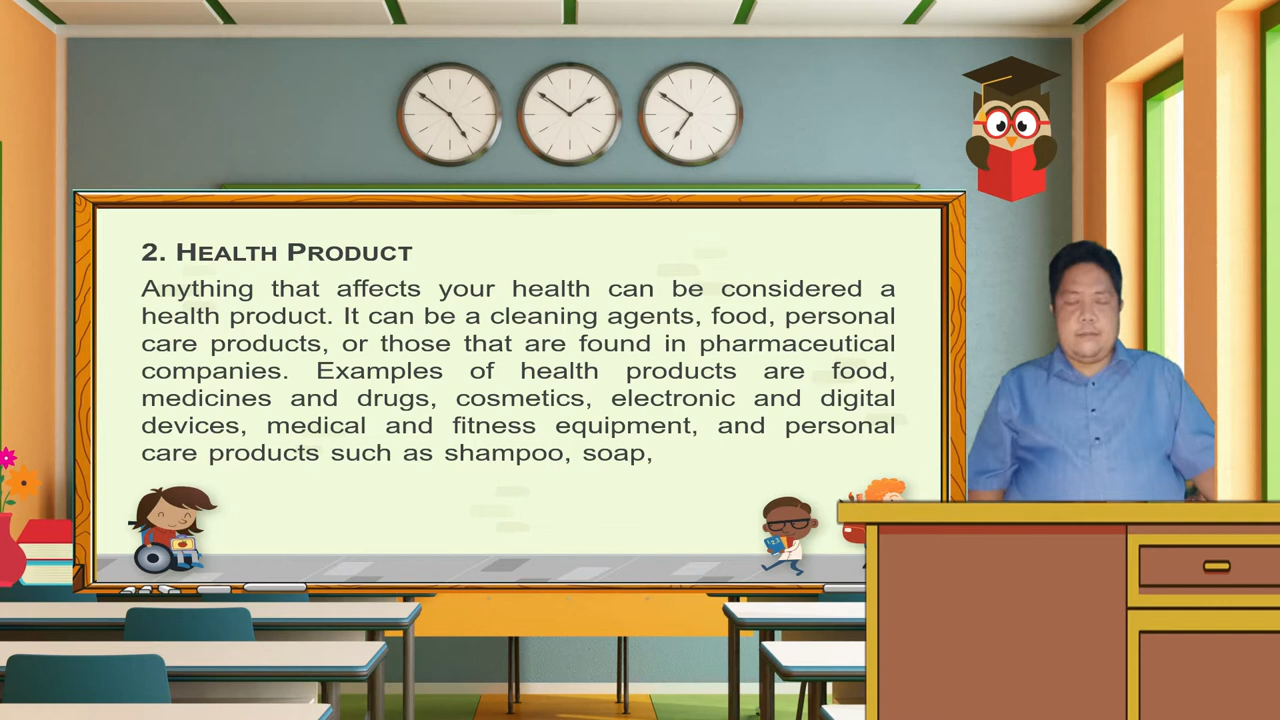 2. HEALTH PRODUCT
Anything that affects your health can be considered a
health product. It can be a cleaning agents, food, personal
care products, or those that are found in pharmaceutical
companies. Examples of health products are food,
medicines and drugs, cosmetics, electronic and digital
devices, medical and fitness equipment, and personal
care products such as shampoo, soap,